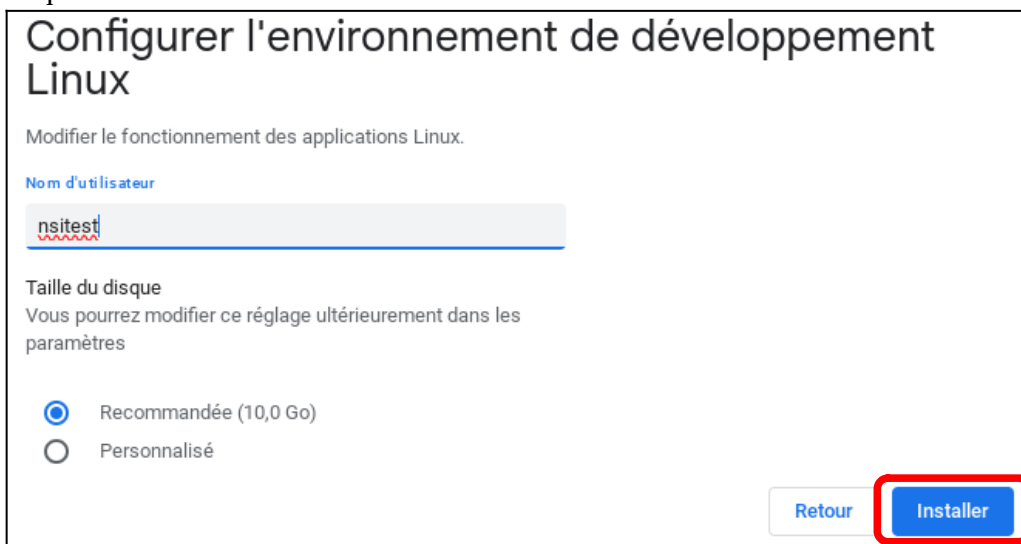 Configurer l'environnement de développement
Linux
Modifier le fonctionnement des applications Linux.
Nom d'utilisateur
nsitest
Taille du disque
Vous pourrez modifier ce réglage ultérieurement dans les
paramètres
Recommandée (10,0 Go)
Personnalisé
Retour
Installer